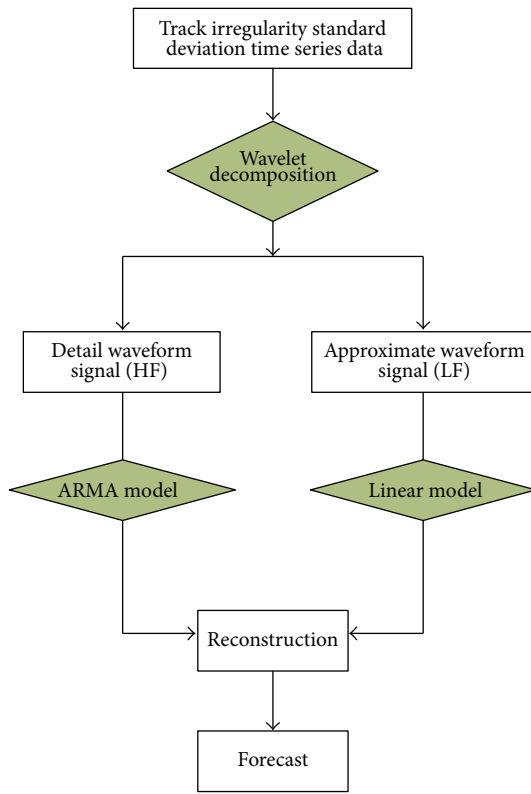 Track irregularity standard
deviation time series data
Wavelet
decomposition
Detail waveform
signal (HF)
Approximate waveform
signal (LF)
ARMA model
Linear model
Reconstruction
Forecast